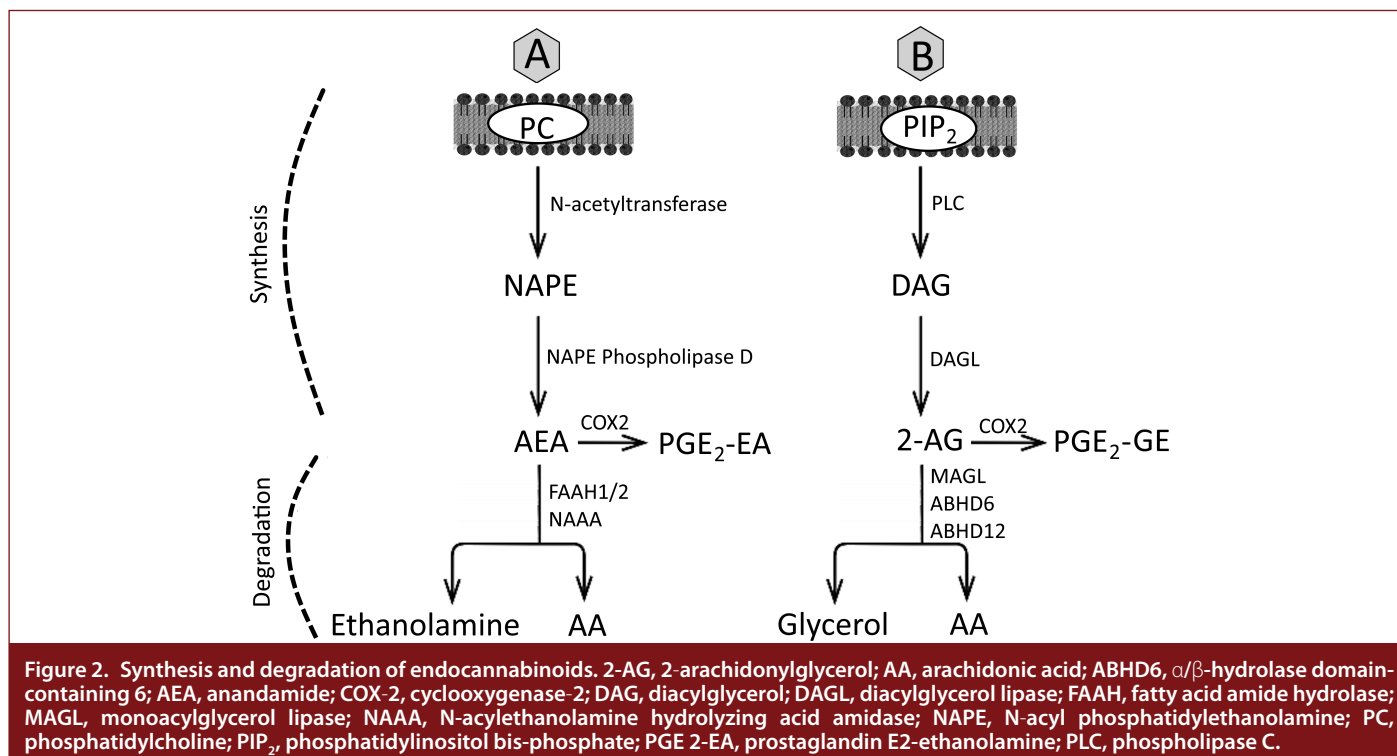 A
B
PC
PIP₂
N-acetyltransferase
PLC
Synthesis
NAPE
DAG
NAPE Phospholipase D
DAGL
AEA
COX2
PGE₂-EA
2-AG
COX2
PGE₂-GE
Degradation
FAAH1/2
NAAA
MAGL
ABHD6
ABHD12
Ethanolamine
AA
Glycerol
AA
Figure 2. Synthesis and degradation of endocannabinoids. 2-AG, 2-arachidonylglycerol; AA, arachidonic acid; ABHD6, α/β-hydrolase domain-
containing 6; AEA, anandamide; COX-2, cyclooxygenase-2; DAG, diacylglycerol; DAGL, diacylglycerol lipase; FAAH, fatty acid amide hydrolase;
MAGL, monoacylglycerol lipase; NAAA, N-acylethanolamine hydrolyzing acid amidase; NAPE, N-acyl phosphatidylethanolamine; PC,
phosphatidylcholine; PIP₂, phosphatidylinositol bis-phosphate; PGE 2-EA, prostaglandin E2-ethanolamine; PLC, phospholipase C.